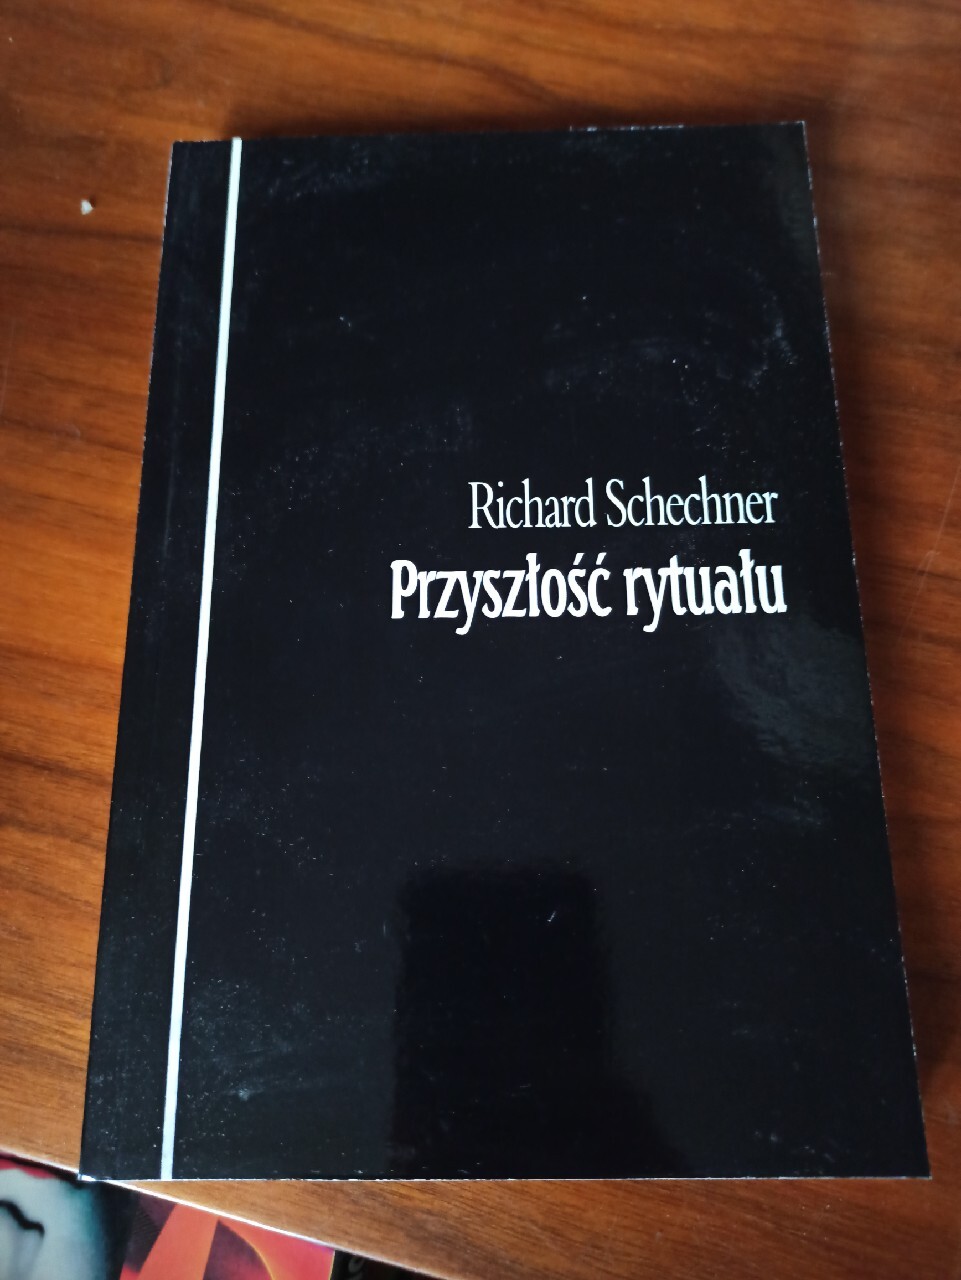 Richard Schechner
Przyszłość rytuału